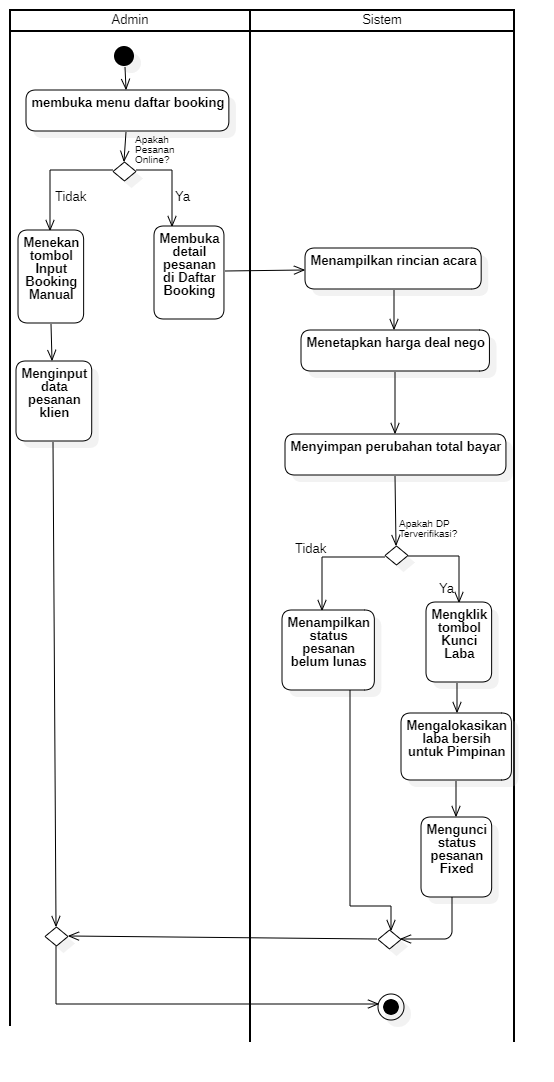 Admin
Sistem
membuka menu daftar booking
Apakah
Pesanan
Online?
Tidak
Ya
Menekan
tombol
Input
Booking
Manual
Membuka
detail
pesanan
di Daftar
Booking
Menampilkan rincian acara
Menetapkan harga deal nego
Menginput
data
pesanan
klien
Menyimpan perubahan total bayar
Apakah DP
Terverifikasi?
Tidak
Ya
Menampilkan
status
pesanan
belum lunas
Mengklik
tombol
Kunci
Laba
Mengalokasikan
laba bersih
untuk Pimpinan
Mengunci
status
pesanan
Fixed